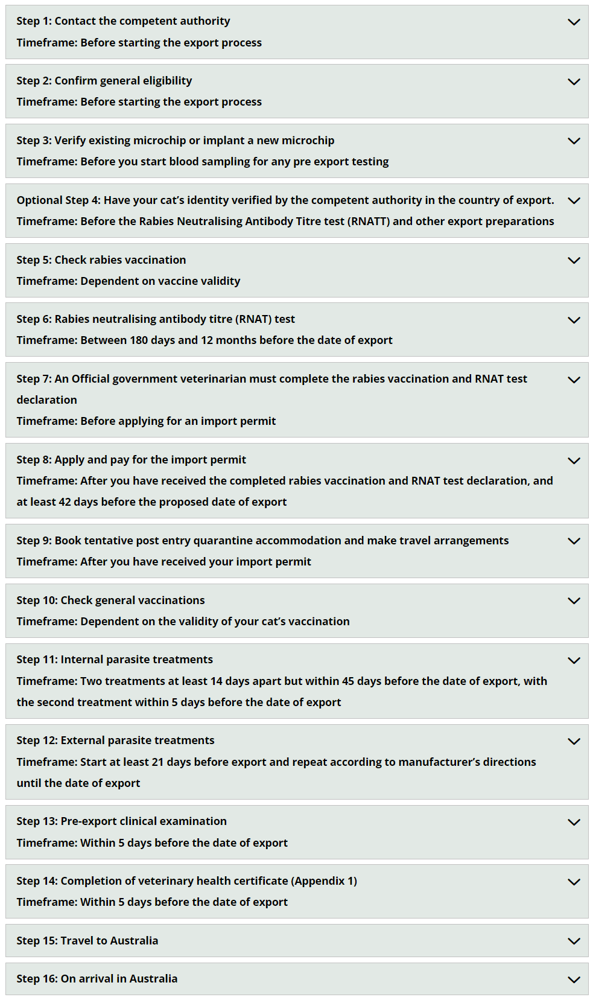 Step 1: Contact the competent authority
Timeframe: Before starting the export process
Step 2: Confirm general eligibility
Timeframe: Before starting the export process
Step 3: Verify existing microchip or implant a new microchip
Timeframe: Before you start blood sampling for any pre export testing
Optional Step 4: Have your cat’s identity verified by the competent authority in the country of export.
Timeframe: Before the Rabies Neutralising Antibody Titre test (RNATT) and other export preparations
Step 5: Check rabies vaccination
Timeframe: Dependent on vaccine validity
Step 6: Rabies neutralising antibody titre (RNAT) test
Timeframe: Between 180 days and 12 months before the date of export
Step 7: An Official government veterinarian must complete the rabies vaccination and RNAT test
declaration
Timeframe: Before applying for an import permit
Step 8: Apply and pay for the import permit
Timeframe: After you have received the completed rabies vaccination and RNAT test declaration, and
at least 42 days before the proposed date of export
Step 9: Book tentative post entry quarantine accommodation and make travel arrangements
Timeframe: After you have received your import permit
Step 10: Check general vaccinations
Timeframe: Dependent on the validity of your cat’s vaccination
Step 11: Internal parasite treatments
Timeframe: Two treatments at least 14 days apart but within 45 days before the date of export, with
the second treatment within 5 days before the date of export
Step 12: External parasite treatments
Timeframe: Start at least 21 days before export and repeat according to manufacturer’s directions
until the date of export
Step 13: Pre-export clinical examination
Timeframe: Within 5 days before the date of export
Step 14: Completion of veterinary health certificate (Appendix 1)
Timeframe: Within 5 days before the date of export
Step 15: Travel to Australia
Step 16: On arrival in Australia